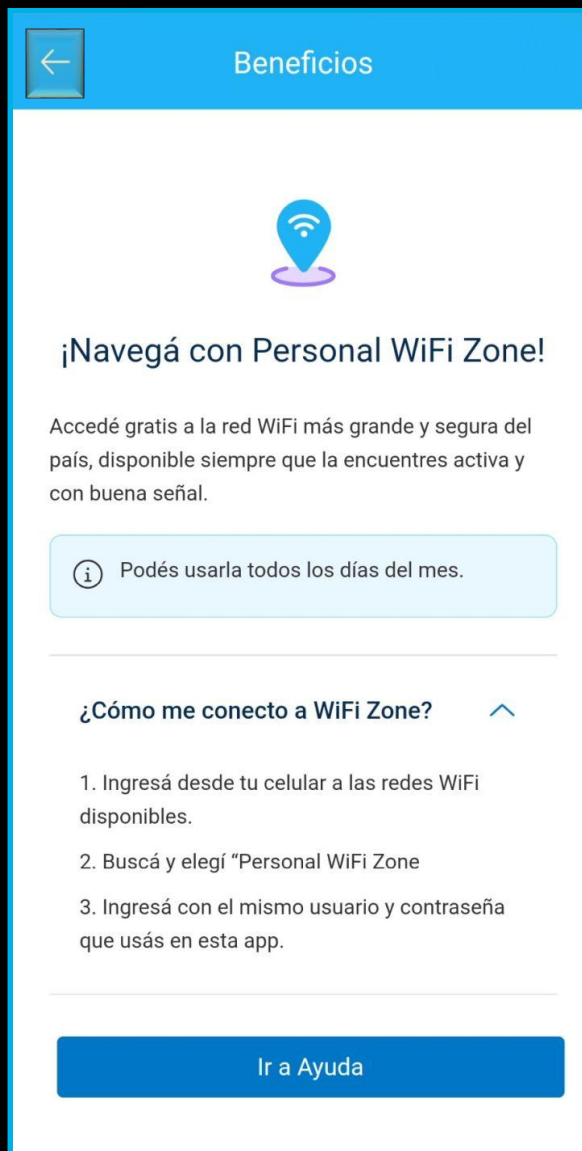 Beneficios
¡Navegá con Personal WiFi Zone!
Accedé gratis a la red WiFi más grande y segura del
país, disponible siempre que la encuentres activa y
con buena señal.
Podés usarla todos los días del mes.
¿Cómo me conecto a WiFi Zone?
1. Ingresá desde tu celular a las redes WiFi
disponibles.
2. Buscá y elegí “Personal WiFi Zone
3. Ingresá con el mismo usuario y contraseña
que usás en esta app.
Ir a Ayuda